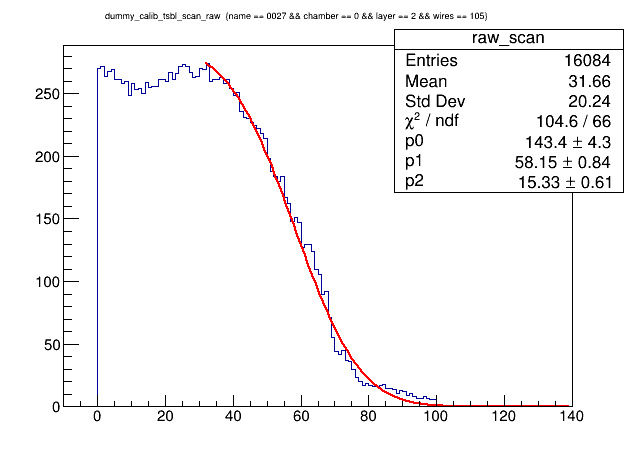 dummy_calib_tsbl_scan_raw (name == 0027 && chamber == 0 && layer == 2 && wires == 105)
raw_scan
Entries 16084
Mean 31.66
Std Dev 20.24
χ² / ndf 104.6 / 66
p0 143.4 ± 4.3
p1 58.15 ± 0.84
p2 15.33 ± 0.61
250
200
150
100
50
0
0 20 40 60 80 100 120 140